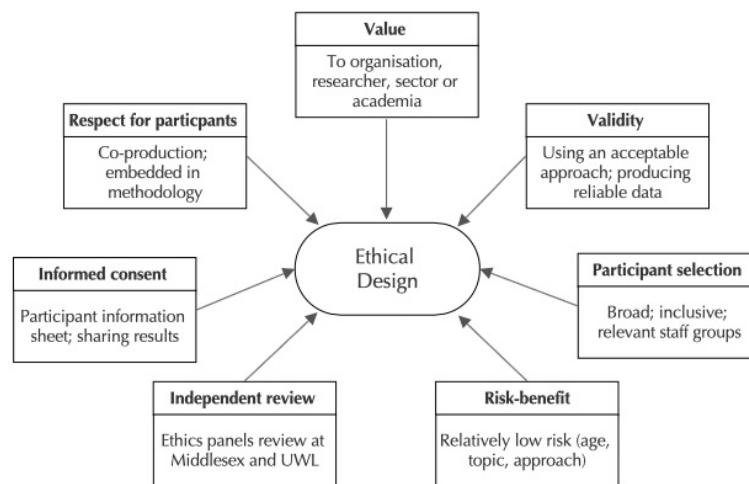 Value
To organisation,
researcher, sector or
academia
Respect for particpants
Co-production;
embedded in
methodology
Validity
Using an acceptable
approach; producing
reliable data
Ethical
Design
Informed consent
Participant information
sheet; sharing results
Participant selection
Broad; inclusive;
relevant staff groups
Independent review
Ethics panels review at
Middlesex and UWL
Risk-benefit
Relatively low risk (age,
topic, approach)